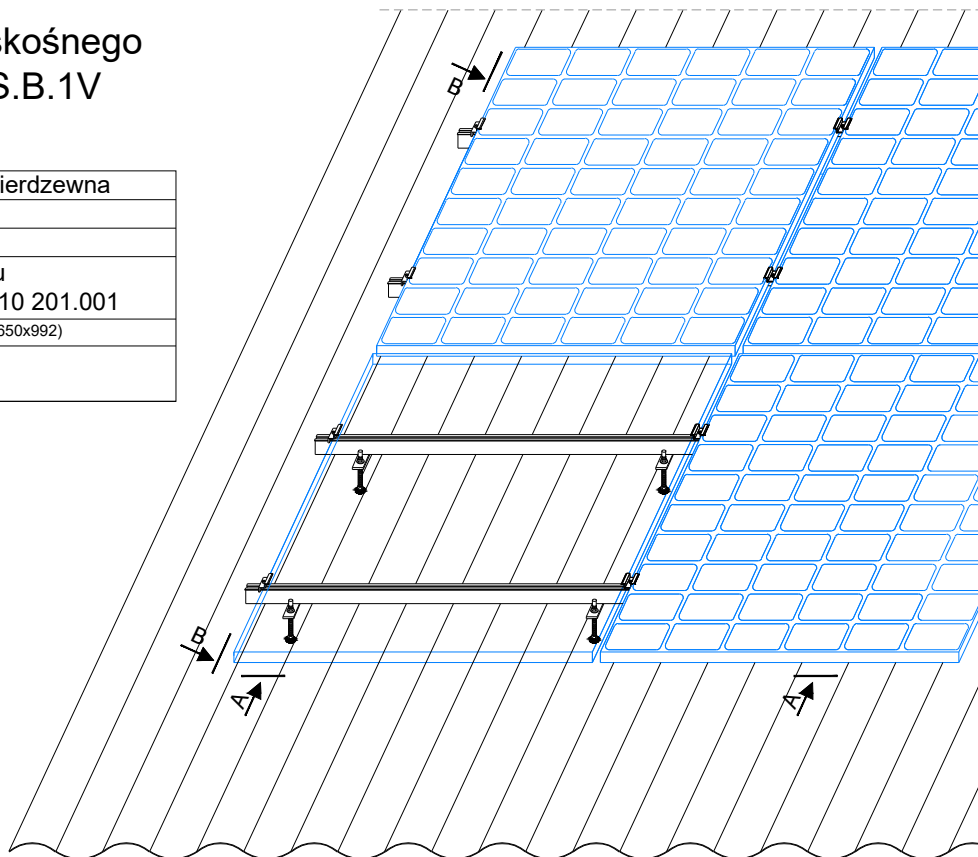 skośnego
S.B.1V
ierdzewna
u
10 201.001
650x992)
B
B
A
A